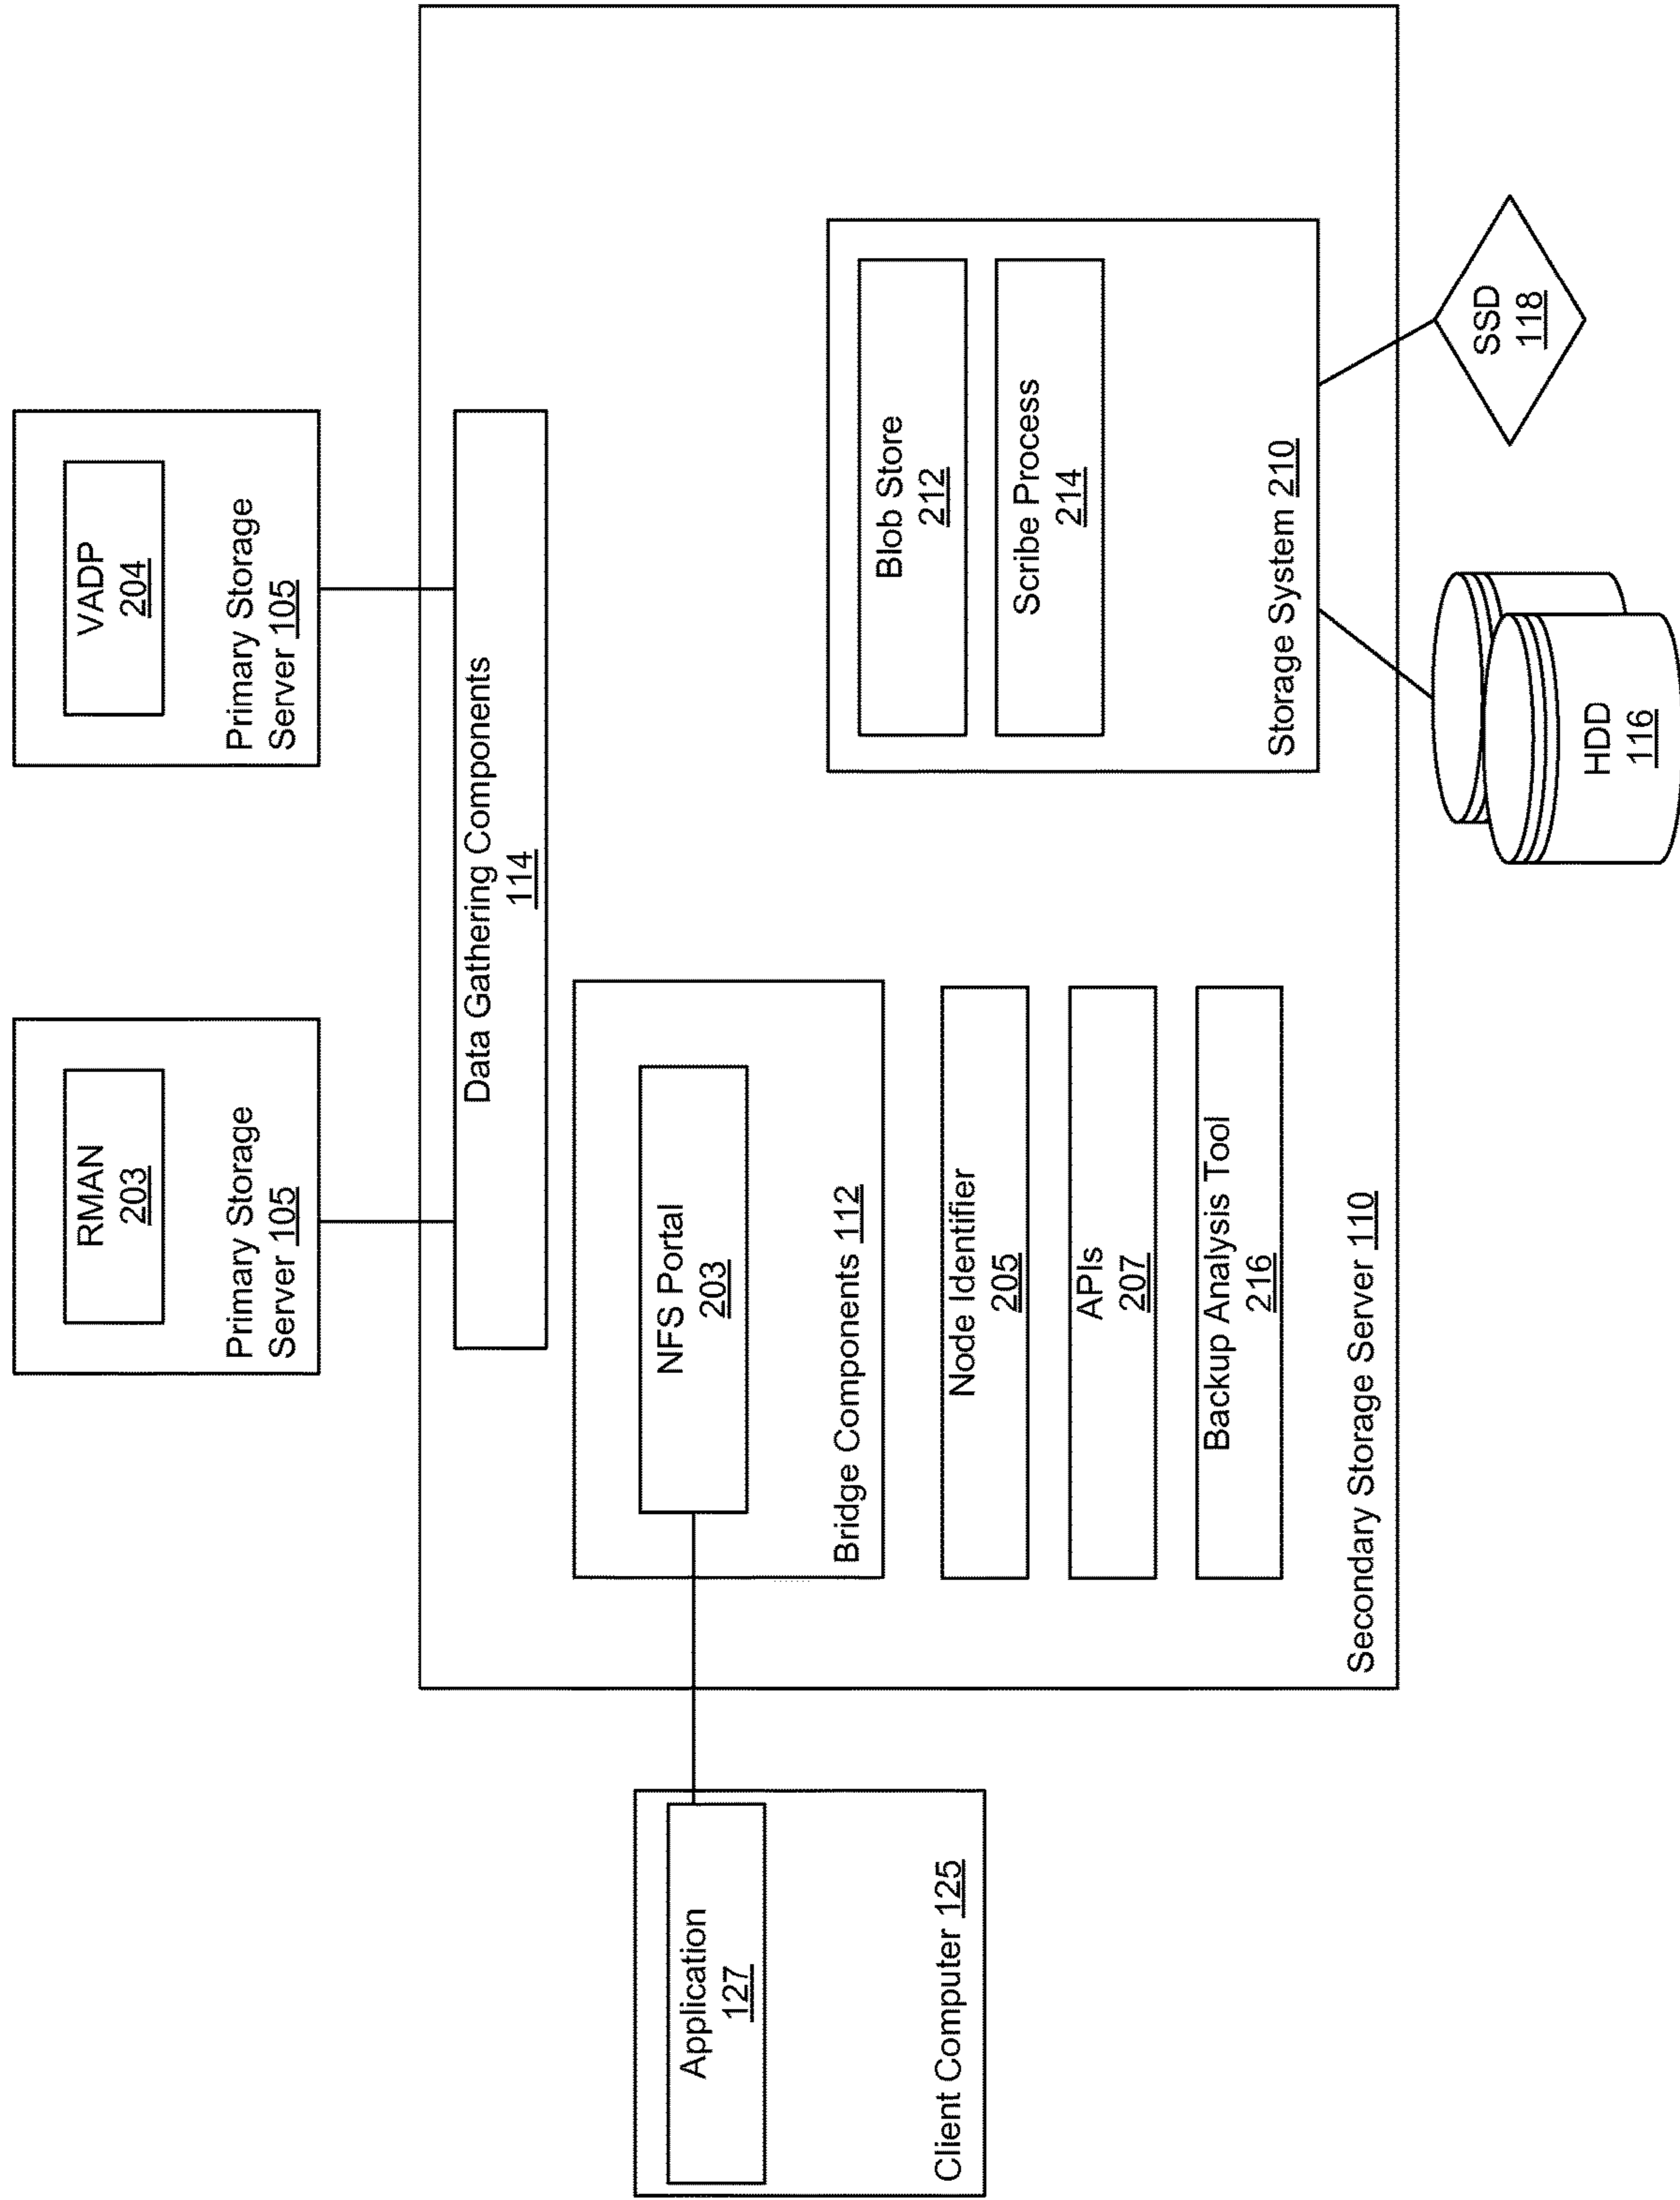 RMAN
203
Primary Storage
Server 105
VADP
204
Primary Storage
Server 105
Data Gathering Components
114
Application
127
Client Computer 125
NFS Portal
203
Bridge Components 112
Node Identifier
205
APIs
207
Backup Analysis Tool
216
Secondary Storage Server 110
Blob Store
212
Scribe Process
214
Storage System 210
HDD
116
SSD
118